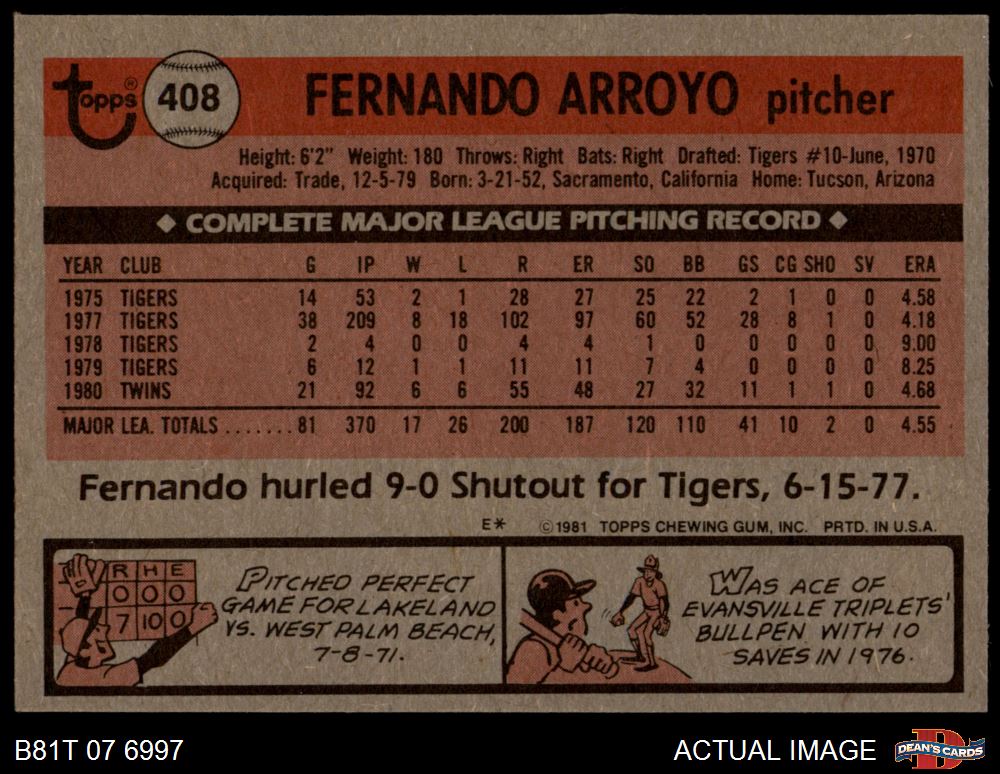 Topps ® 408 FERNANDO ARROYO pitcher
Height: 6'2" Weight: 180 Throws: Right Bats: Right Drafted: Tigers #10-June, 1970
Acquired: Trade, 12-5-79 Born: 3-21-52, Sacramento, California Home: Tucson, Arizona
◆ COMPLETE MAJOR LEAGUE PITCHING RECORD ◆
YEAR CLUB G IP W L R ER SO BB GS CG SHO SV ERA
1975 TIGERS 14 53 2 1 28 27 25 22 2 1 0 0 4.58
1977 TIGERS 38 209 8 18 102 97 60 52 28 8 1 0 4.18
1978 TIGERS 2 4 0 0 4 4 1 0 0 0 0 0 9.00
1979 TIGERS 6 12 1 1 11 11 7 4 0 0 0 0 8.25
1980 TWINS 21 92 6 6 55 48 27 32 11 1 1 0 4.68
MAJOR LEA. TOTALS .......81 370 17 26 200 187 120 110 41 10 2 0 4.55
Fernando hurled 9-0 Shutout for Tigers, 6-15-77.
E* ©1981 TOPPS CHEWING GUM, INC. PRTD. IN U.S.A.
R H E
0 0 0
7 10 0
PITCHED PERFECT
GAME FOR LAKELAND
VS. WEST PALM BEACH,
7-8-71.
WAS ACE OF
EVANSVILLE TRIPLETS'
BULLPEN WITH 10
SAVES IN 1976.
B81T 07 6997
ACTUAL IMAGE
D
DEAN'S CARDS